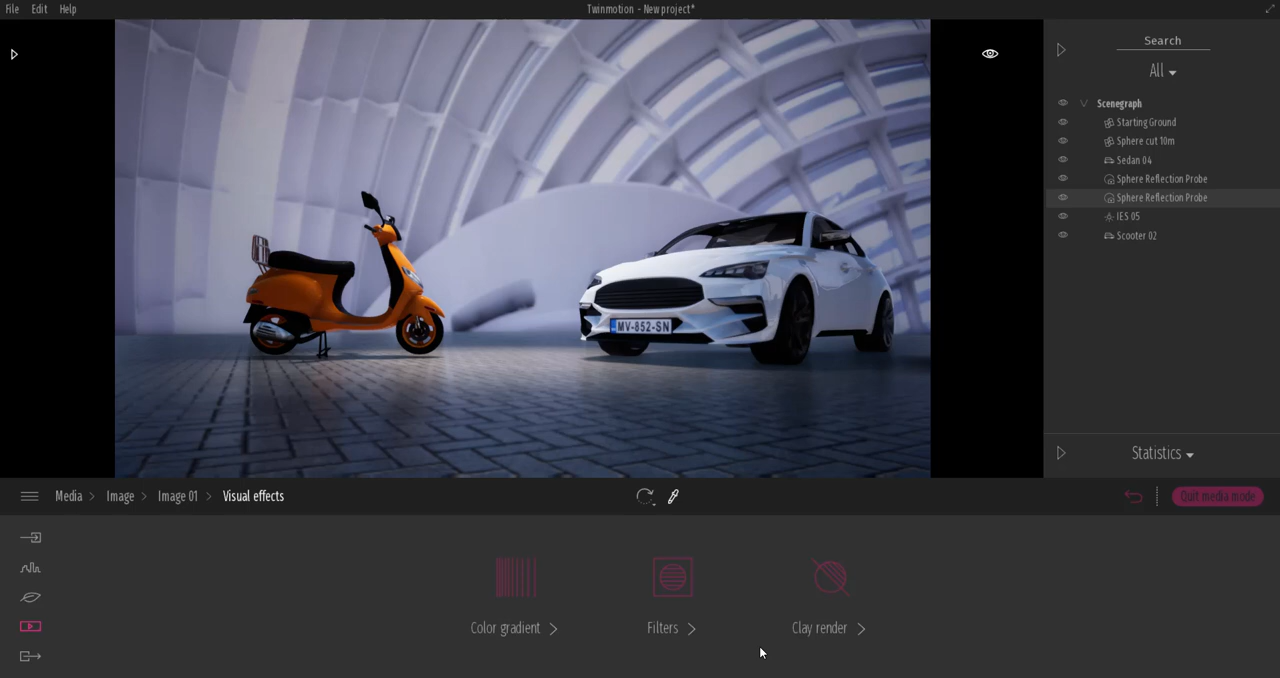 File Edit Help
Twinmotion - New project*
Search
All
Scenegraph
Starting Ground
Sphere cut 10m
Sedan 04
Sphere Reflection Probe
Sphere Reflection Probe
IES 05
Scooter 02
MV-852-SN
Statistics
Media > Image > Image 01 > Visual effects
Quit media mode
Color gradient >
Filters >
Clay render >